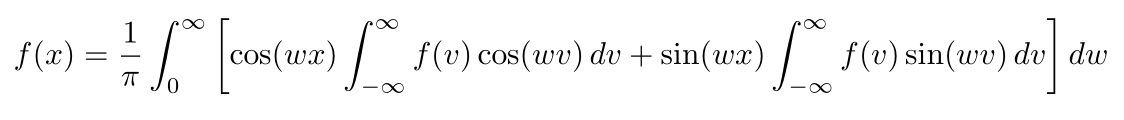 f(x) = \frac{1}{\pi} \int_0^\infty \left[ \cos(wx) \int_{-\infty}^\infty f(v) \cos(wv) \, dv + \sin(wx) \int_{-\infty}^\infty f(v) \sin(wv) \, dv \right] dw